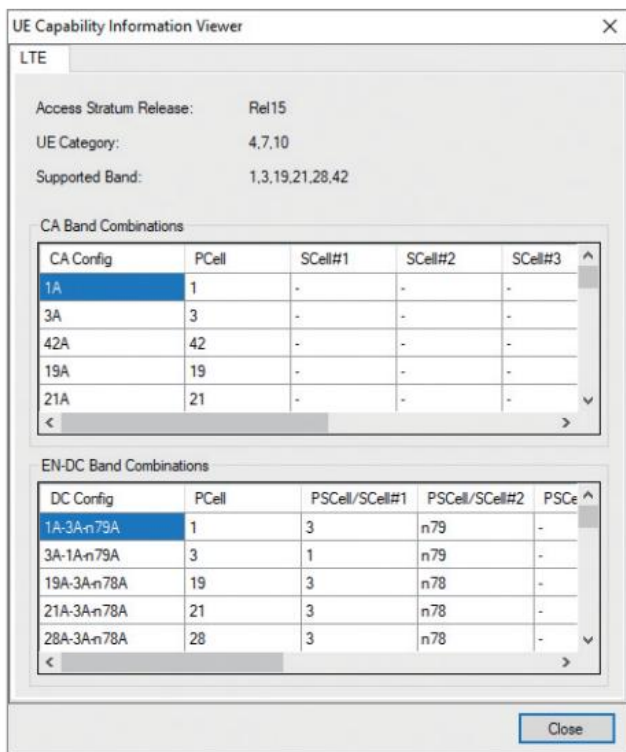 UE Capability Information Viewer
LTE
Access Stratum Release: Rel15
UE Category: 4,7,10
Supported Band: 1,3,19,21,28,42
CA Band Combinations
CA Config PCell SCell#1 SCell#2 SCell#3
1A 1 - - -
3A 3 - - -
42A 42 - - -
19A 19 - - -
21A 21 - - -
EN-DC Band Combinations
DC Config PCell PSCell/SCell#1 PSCell/SCell#2 PSCe
1A-3A-n79A 1 3 n79 -
3A-1A-n79A 3 1 n79 -
19A-3A-n78A 19 3 n78 -
21A-3A-n78A 21 3 n78 -
28A-3A-n78A 28 3 n78 -
Close